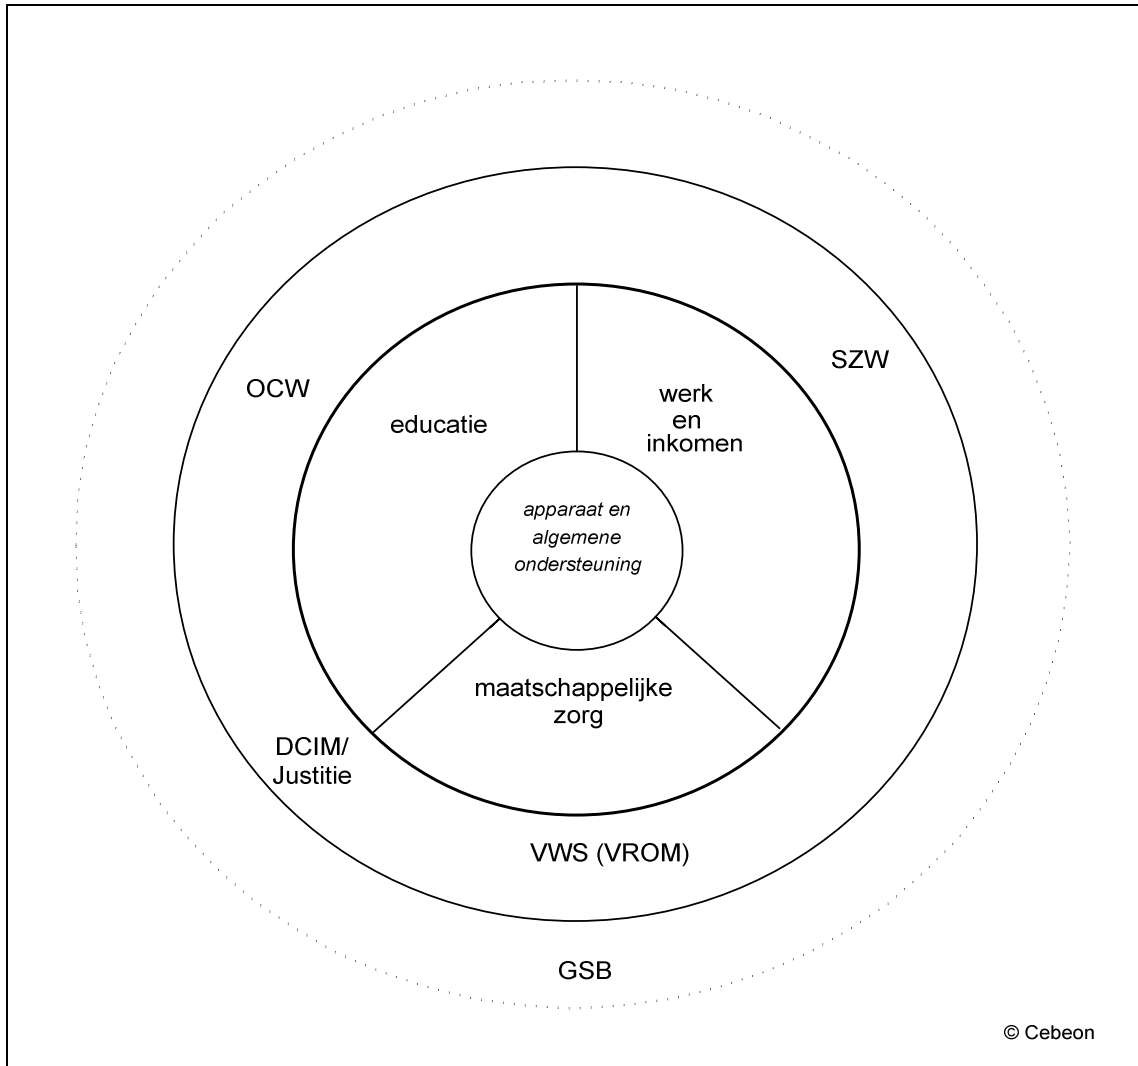 SZW
OCW
werk
en
inkomen
educatie
apparaat en
algemene
ondersteuning
maatschappelijke
zorg
DCIM/
Justitie
VWS (VROM)
GSB
© Cebeon